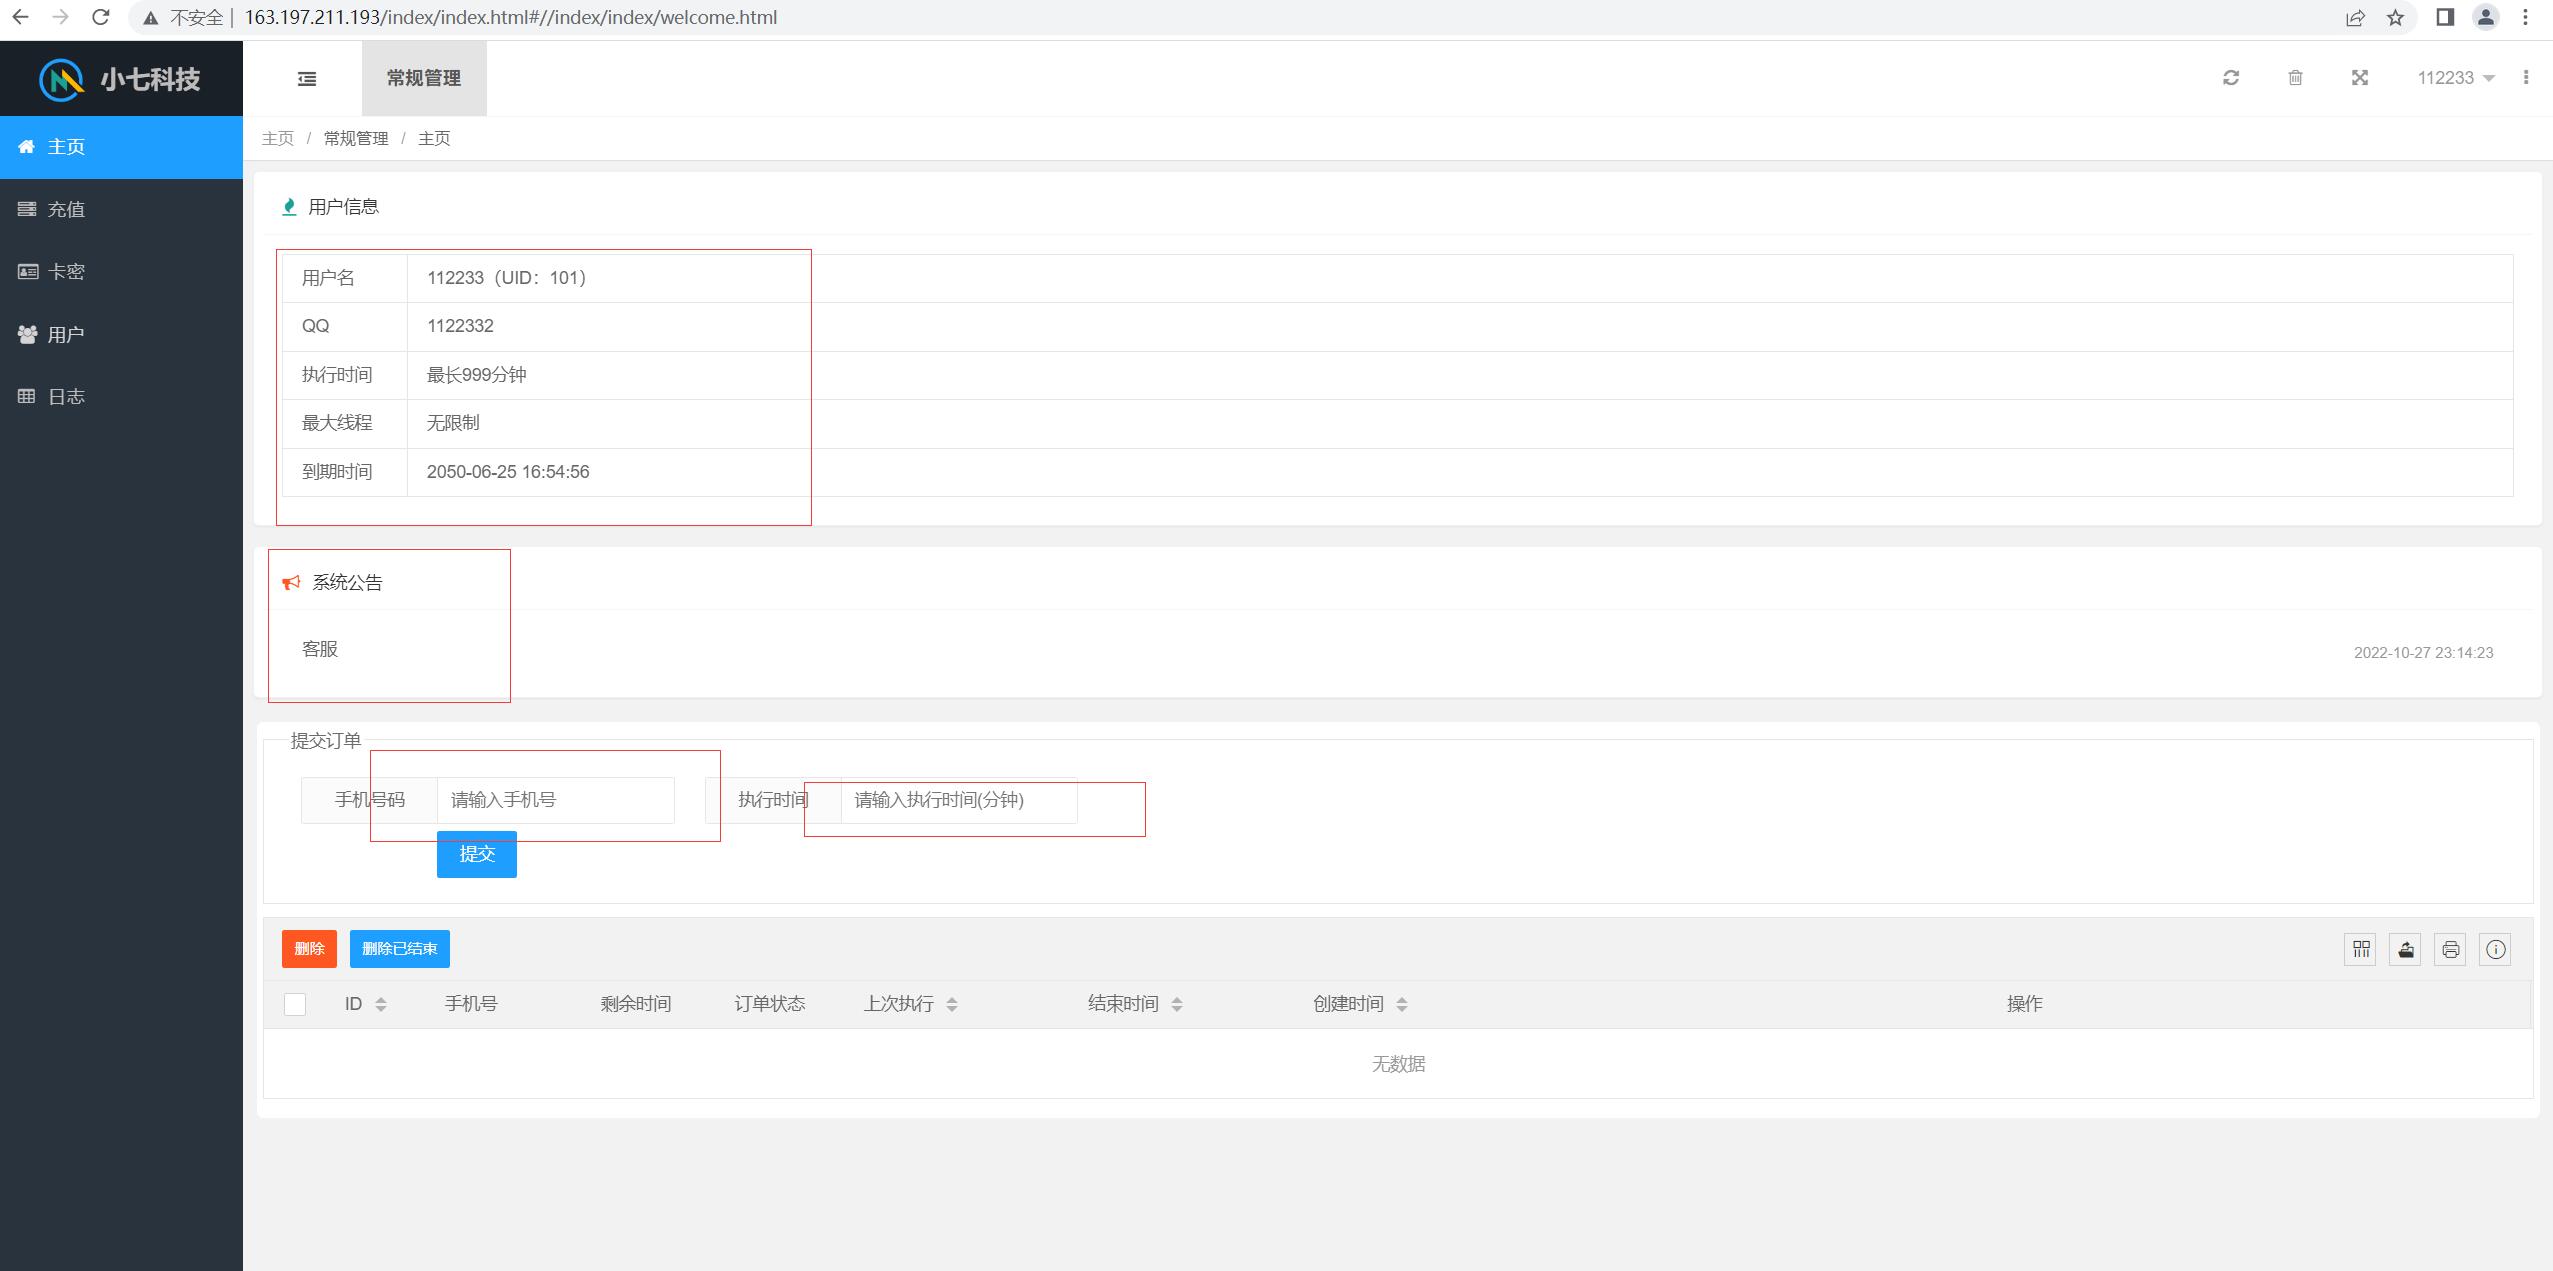 不安全 | 163.197.211.193/index/index.html#//index/index/welcome.html
小七科技
常规管理
112233
主页
充值
卡密
用户
日志
主页 / 常规管理 / 主页
用户信息
用户名 112233（UID：101）
QQ 1122332
执行时间 最长999分钟
最大线程 无限制
到期时间 2050-06-25 16:54:56
系统公告
客服 2022-10-27 23:14:23
提交订单
手机号码 请输入手机号 执行时间 请输入执行时间(分钟)
提交
删除 删除已结束
ID 手机号 剩余时间 订单状态 上次执行 结束时间 创建时间 操作
无数据